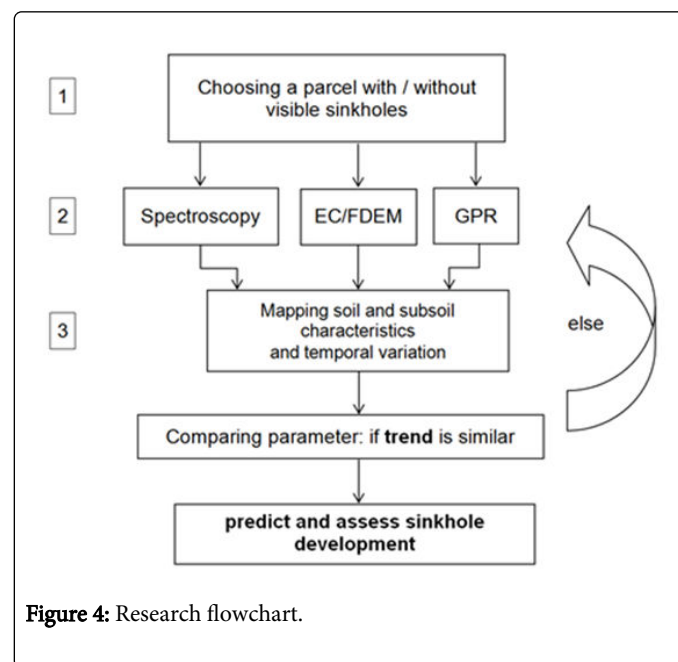 1
Choosing a parcel with / without
visible sinkholes
2
Spectroscopy
EC/FDEM
GPR
3
Mapping soil and subsoil
characteristics
and temporal variation
else
Comparing parameter: if trend is similar
predict and assess sinkhole
development
Figure 4: Research flowchart.